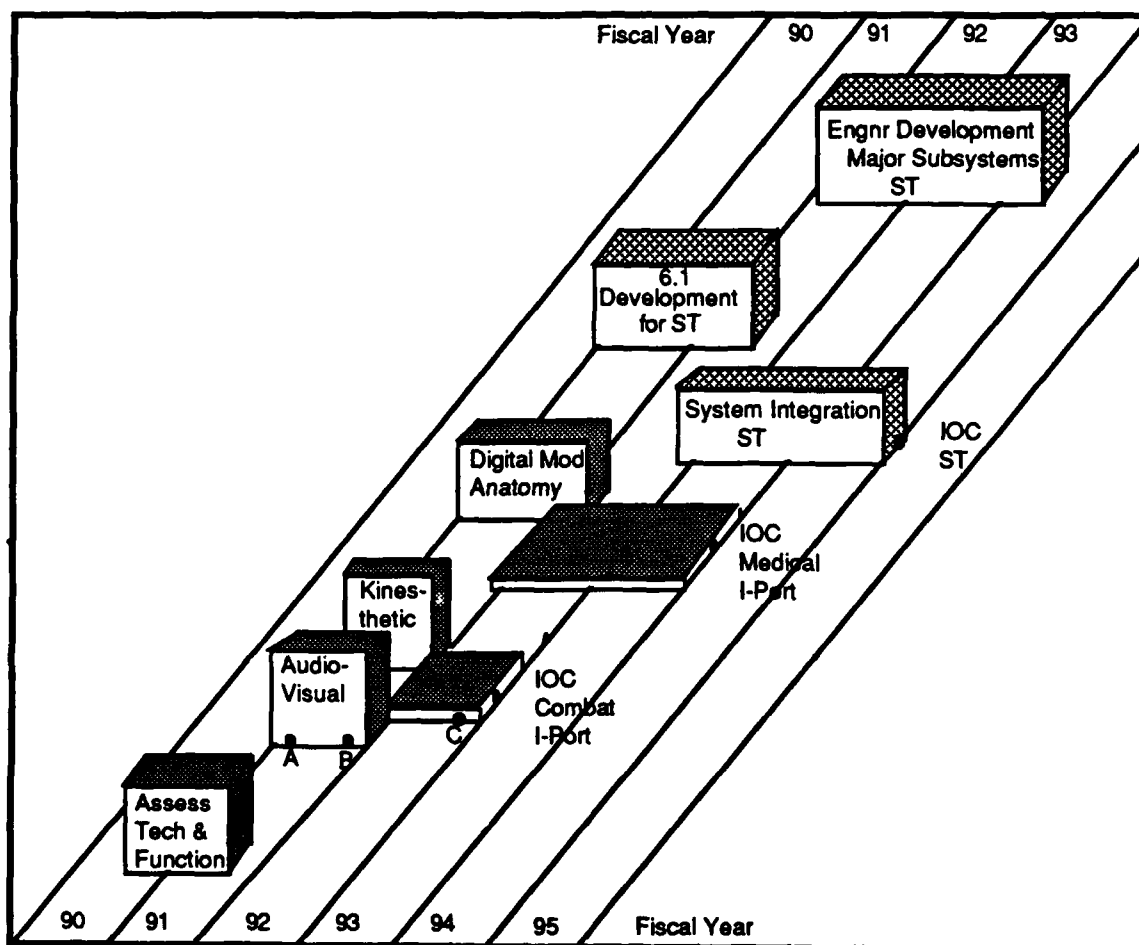 Fiscal Year 90 91 92 93
Engnr Development
Major Subsystems
ST
6.1
Development
for ST
System Integration
ST
IOC
ST
Digital Mod
Anatomy
IOC
Medical
I-Port
Kines-
thetic
Audio-
Visual
IOC
Combat
I-Port
A B C
Assess
Tech &
Function
90 91 92 93 94 95 Fiscal Year